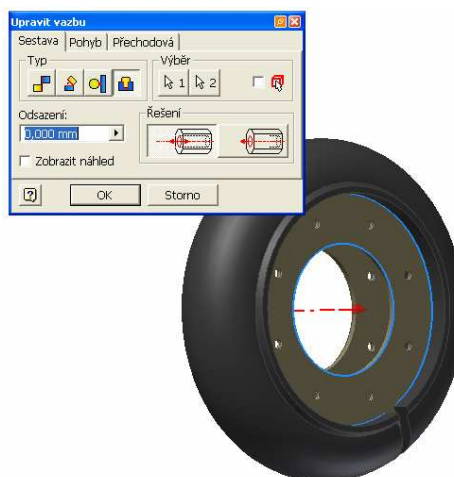 Upravit vazbu
Sestava Pohyb Přechodová
Typ
Výběr
1 2
Odsazení:
0,000 mm
Řešení
Zobrazit náhled
OK Storno